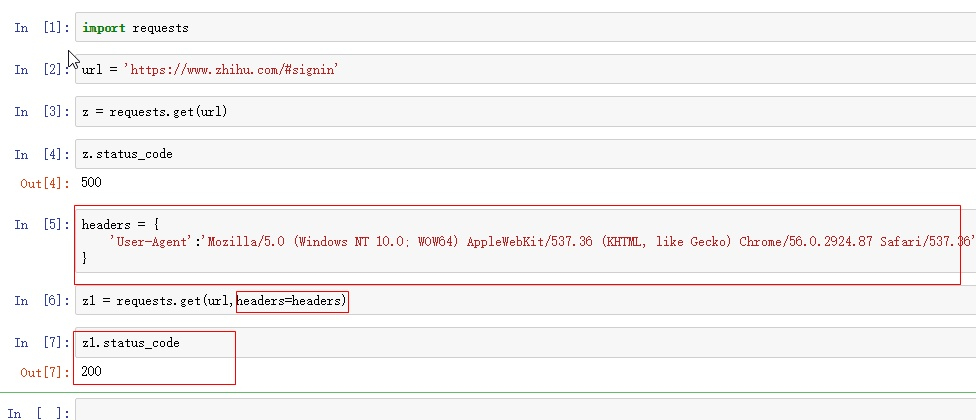 In [1]: import requests
In [2]: url = 'https://www.zhihu.com/#signin'
In [3]: z = requests.get(url)
In [4]: z.status_code
Out[4]: 500
In [5]: headers = {
'User-Agent':'Mozilla/5.0 (Windows NT 10.0; WOW64) AppleWebKit/537.36 (KHTML, like Gecko) Chrome/56.0.2924.87 Safari/537.36'
}
In [6]: z1 = requests.get(url,headers=headers)
In [7]: z1.status_code
Out[7]: 200
In [ ]: